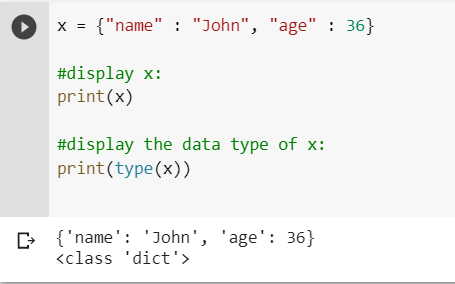 x = {"name" : "John", "age" : 36}
#display x:
print(x)
#display the data type of x:
print(type(x))
{'name': 'John', 'age': 36}
<class 'dict'>